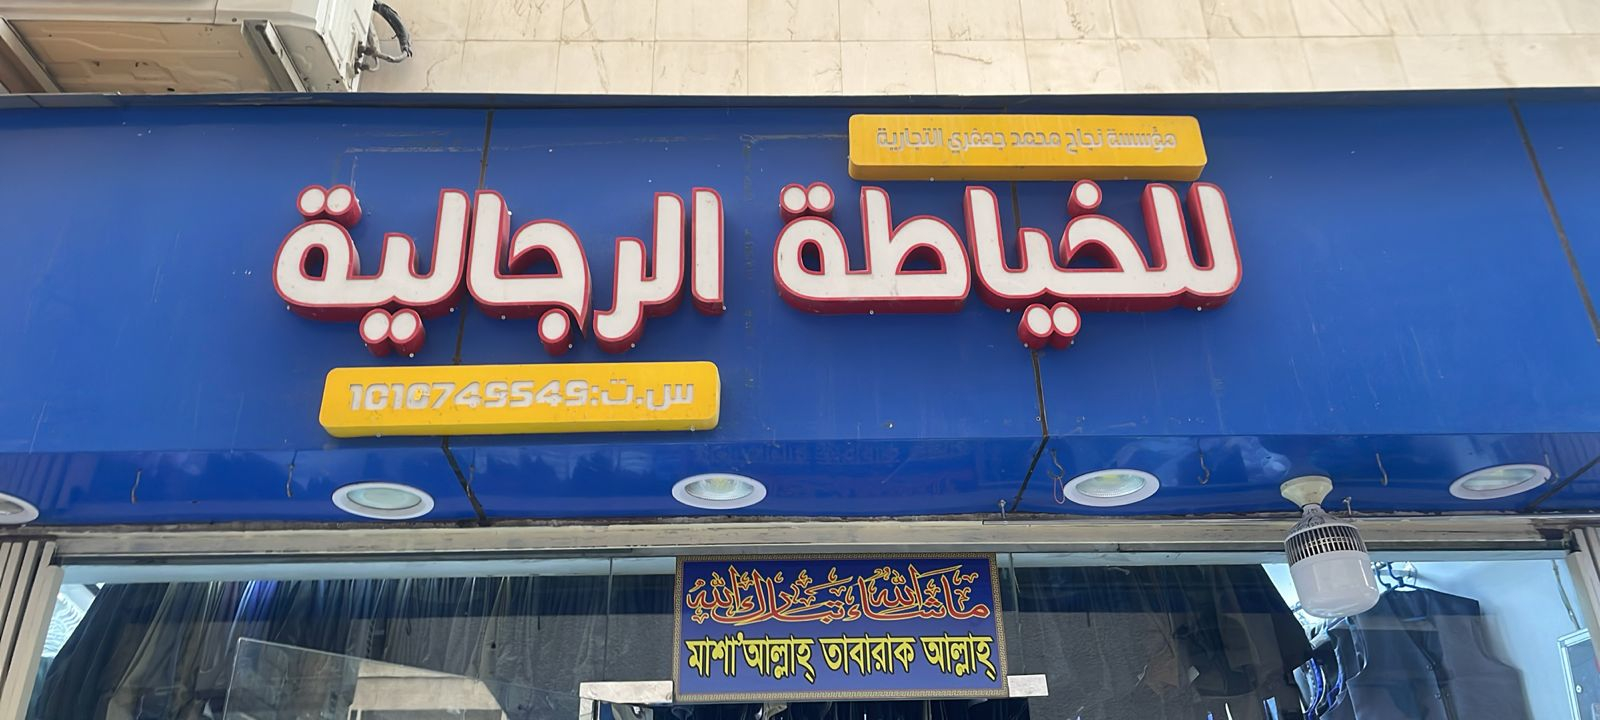 مؤسسة نجاح محمد جعفري التجارية
للخياطة الرجالية
س.ت:1010749549
ماشاء الله تبارك الله
মাশা'আল্লাহ্ তাবারাক আল্লাহ্